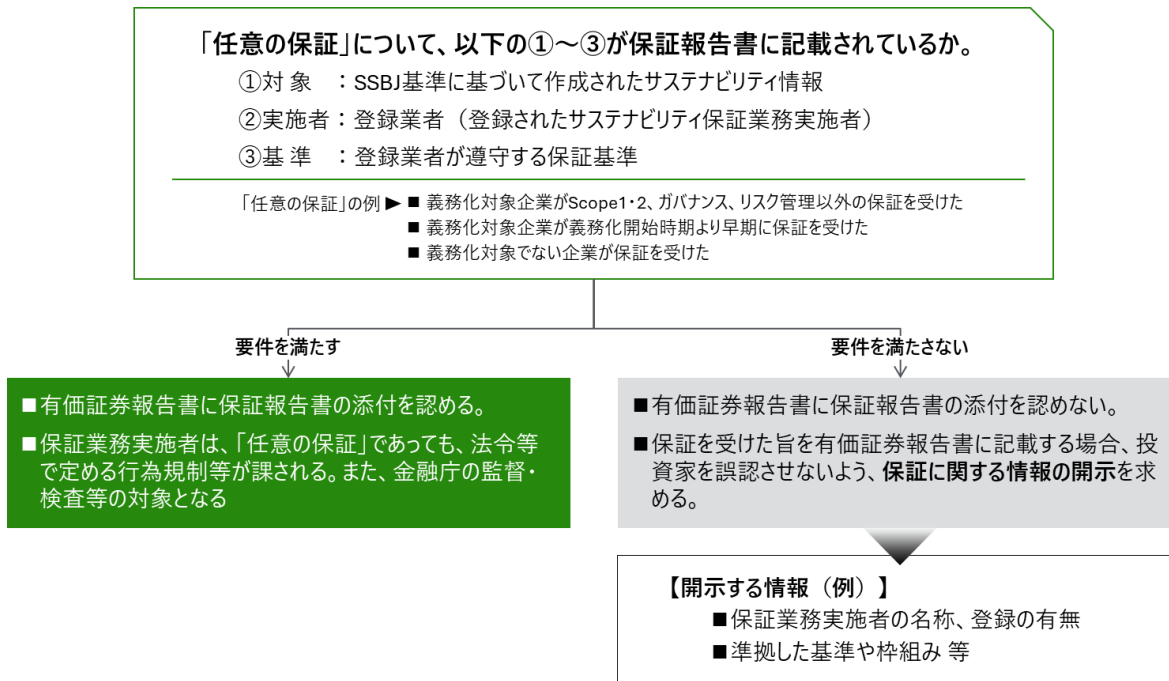 「任意の保証」について、以下の①～③が保証報告書に記載されているか。
①対 象 ：SSBJ基準に基づいて作成されたサステナビリティ情報
②実施者：登録業者（登録されたサステナビリティ保証業務実施者）
③基 準 ：登録業者が遵守する保証基準
「任意の保証」の例 ▶ ■ 義務化対象企業がScope1・2、ガバナンス、リスク管理以外の保証を受けた
■ 義務化対象企業が義務化開始時期より早期に保証を受けた
■ 義務化対象でない企業が保証を受けた
要件を満たす
■有価証券報告書に保証報告書の添付を認める。
■保証業務実施者は、「任意の保証」であっても、法令等
で定める行為規制等が課される。また、金融庁の監督・
検査等の対象となる
要件を満たさない
■有価証券報告書に保証報告書の添付を認めない。
■保証を受けた旨を有価証券報告書に記載する場合、投
資家を誤認させないよう、保証に関する情報の開示を求
める。
【開示する情報（例）】
■保証業務実施者の名称、登録の有無
■準拠した基準や枠組み 等